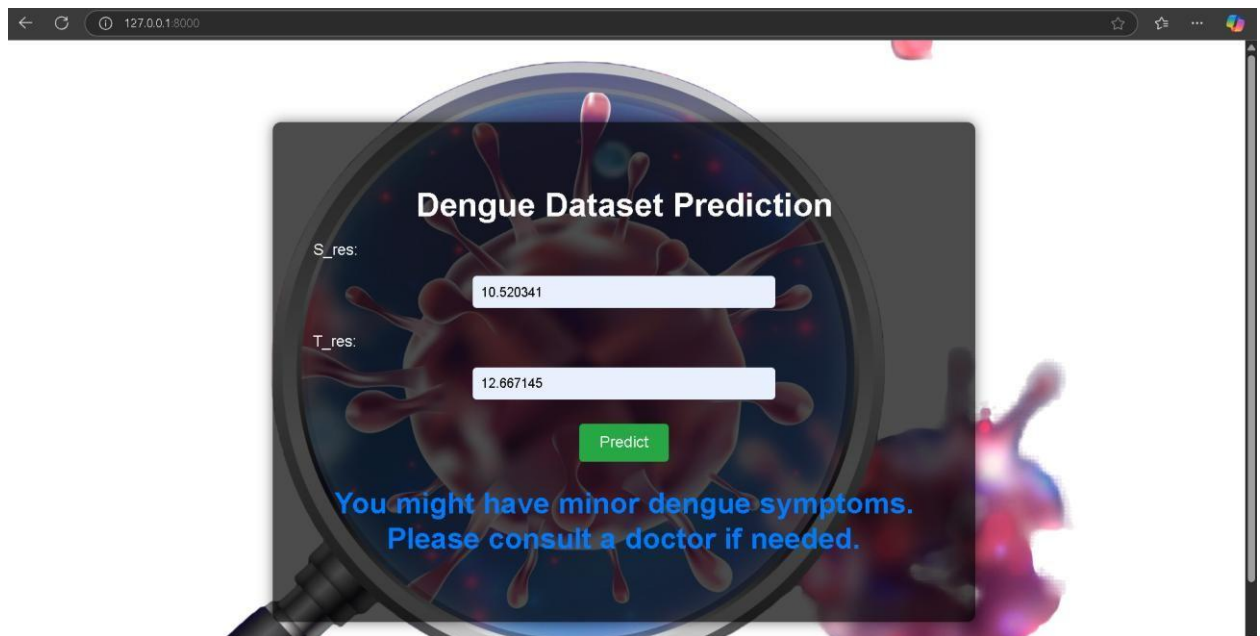 127.0.0.1:8000
Dengue Dataset Prediction
S_res:
10.520341
T_res:
12.667145
Predict
You might have minor dengue symptoms.
Please consult a doctor if needed.